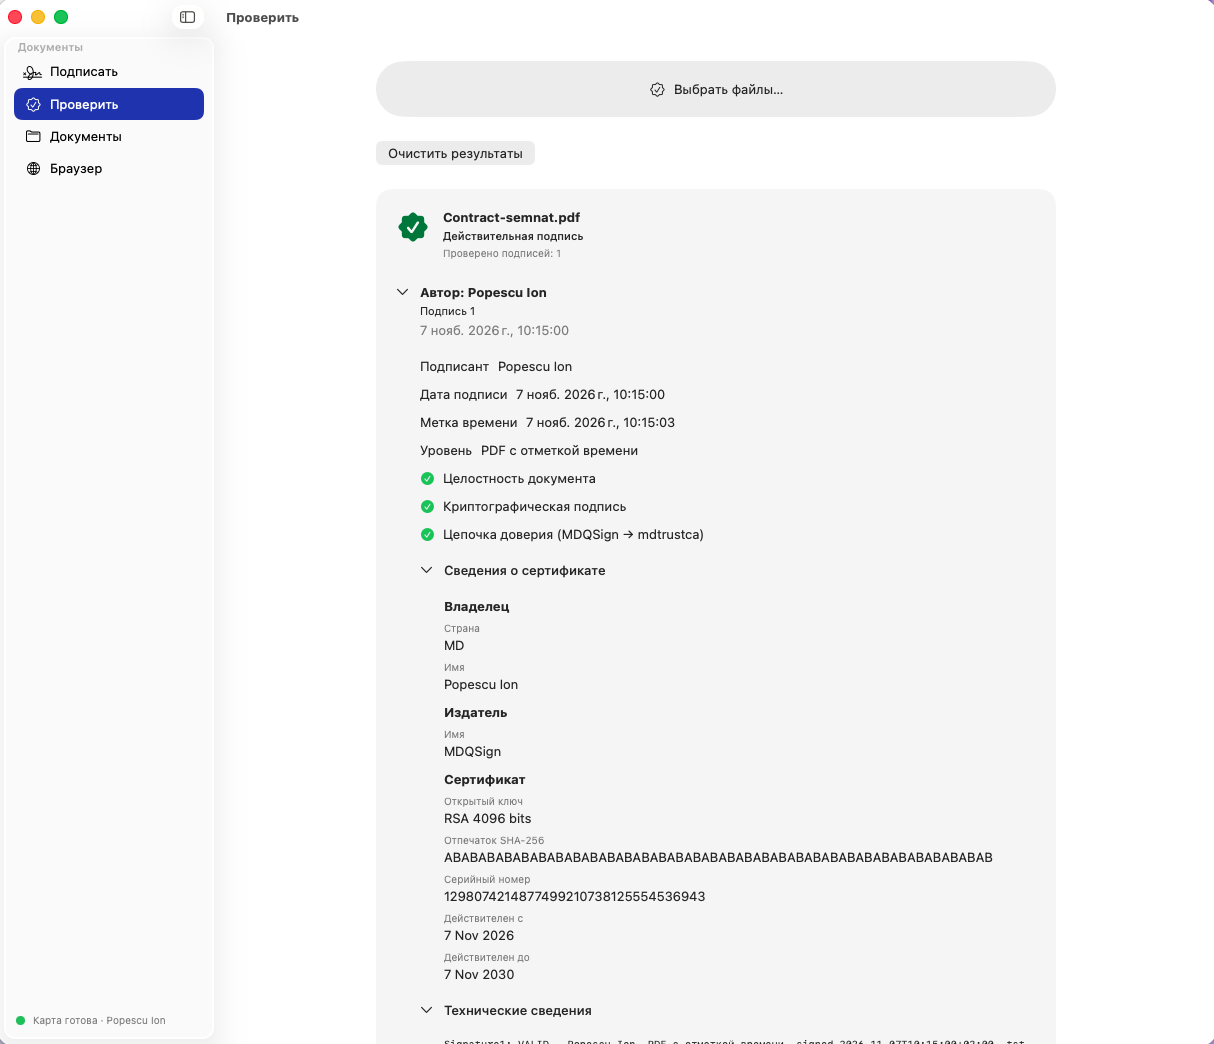 Проверить
Документы
Подписать
Проверить
Документы
Браузер
Выбрать файлы...
Очистить результаты
Contract-semnat.pdf
Действительная подпись
Проверено подписей: 1
Автор: Popescu Ion
Подпись 1
7 нояб. 2026 г., 10:15:00
Подписант Popescu Ion
Дата подписи 7 нояб. 2026 г., 10:15:00
Метка времени 7 нояб. 2026 г., 10:15:03
Уровень PDF с отметкой времени
Целостность документа
Криптографическая подпись
Цепочка доверия (MDQSign → mdtrustca)
Сведения о сертификате
Владелец
Страна
MD
Имя
Popescu Ion
Издатель
Имя
MDQSign
Сертификат
Открытый ключ
RSA 4096 bits
Отпечаток SHA-256
ABABABABABABABABABABABABABABABABABABABABABABABABABABABABABABABAB
Серийный номер
129807421487749921073812555453​6943
Действителен с
7 Nov 2026
Действителен до
7 Nov 2030
Технические сведения
Карта готова · Popescu Ion